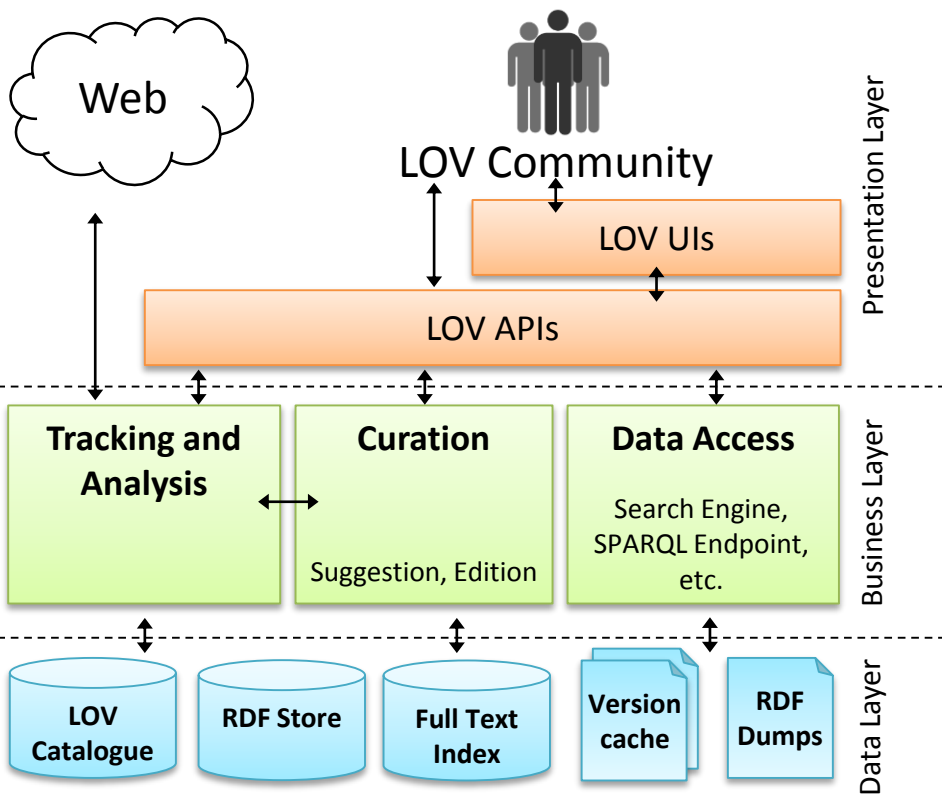 Web
LOV Community
LOV UIs
LOV APIs
Presentation Layer
Tracking and
Analysis
Curation
Suggestion, Edition
Data Access
Search Engine,
SPARQL Endpoint,
etc.
Business Layer
LOV
Catalogue
RDF Store
Full Text
Index
Version
cache
RDF
Dumps
Data Layer